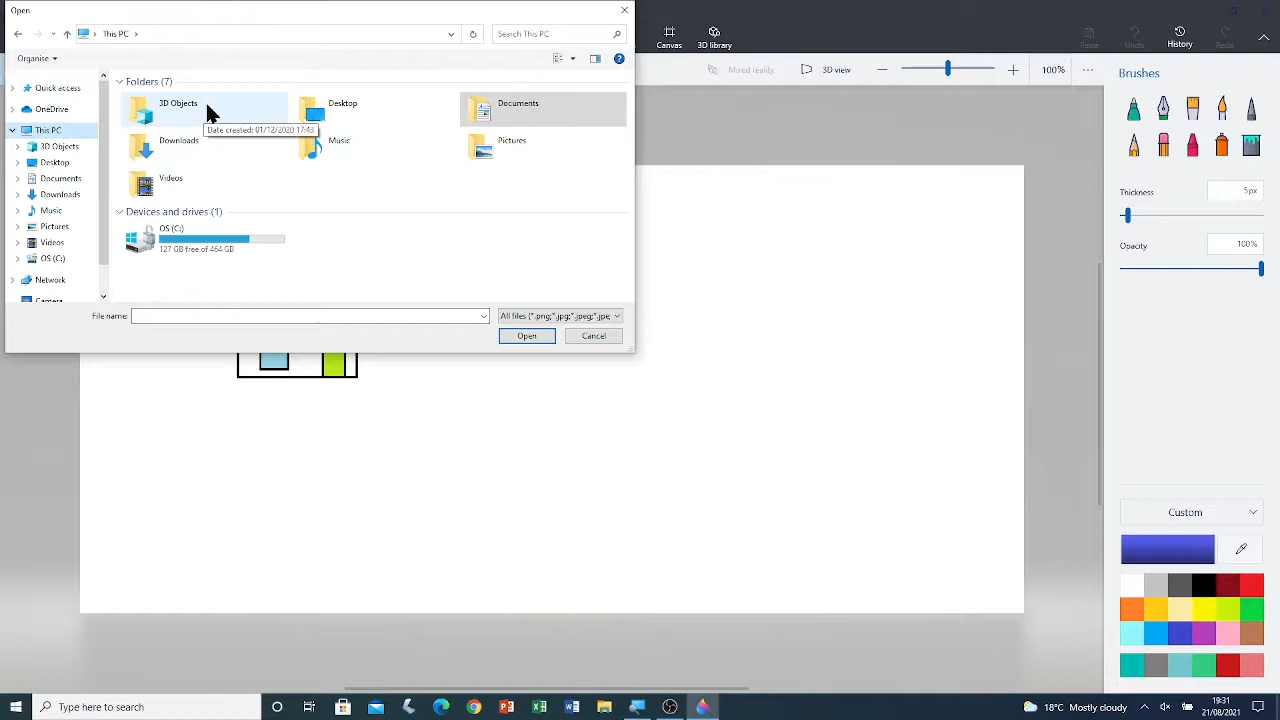 Open
This PC
Search This PC
Organise
Quick access
OneDrive
This PC
3D Objects
Desktop
Documents
Downloads
Music
Pictures
Videos
OS (C:)
Network
Folders (7)
3D Objects
Desktop
Documents
Date created: 01/12/2020 17:43
Downloads
Music
Pictures
Videos
Devices and drives (1)
OS (C:)
127 GB free of 464 GB
File name:
All files (*.png;*.jpg;*.jpeg;*.jpe
Open
Cancel
Canvas
3D library
Paste
Undo
History
Redo
Mixed reality
3D view
100%
Brushes
Thickness
5px
Opacity
100%
Custom
Type here to search
18°C Mostly cloudy
19:31
21/08/2021